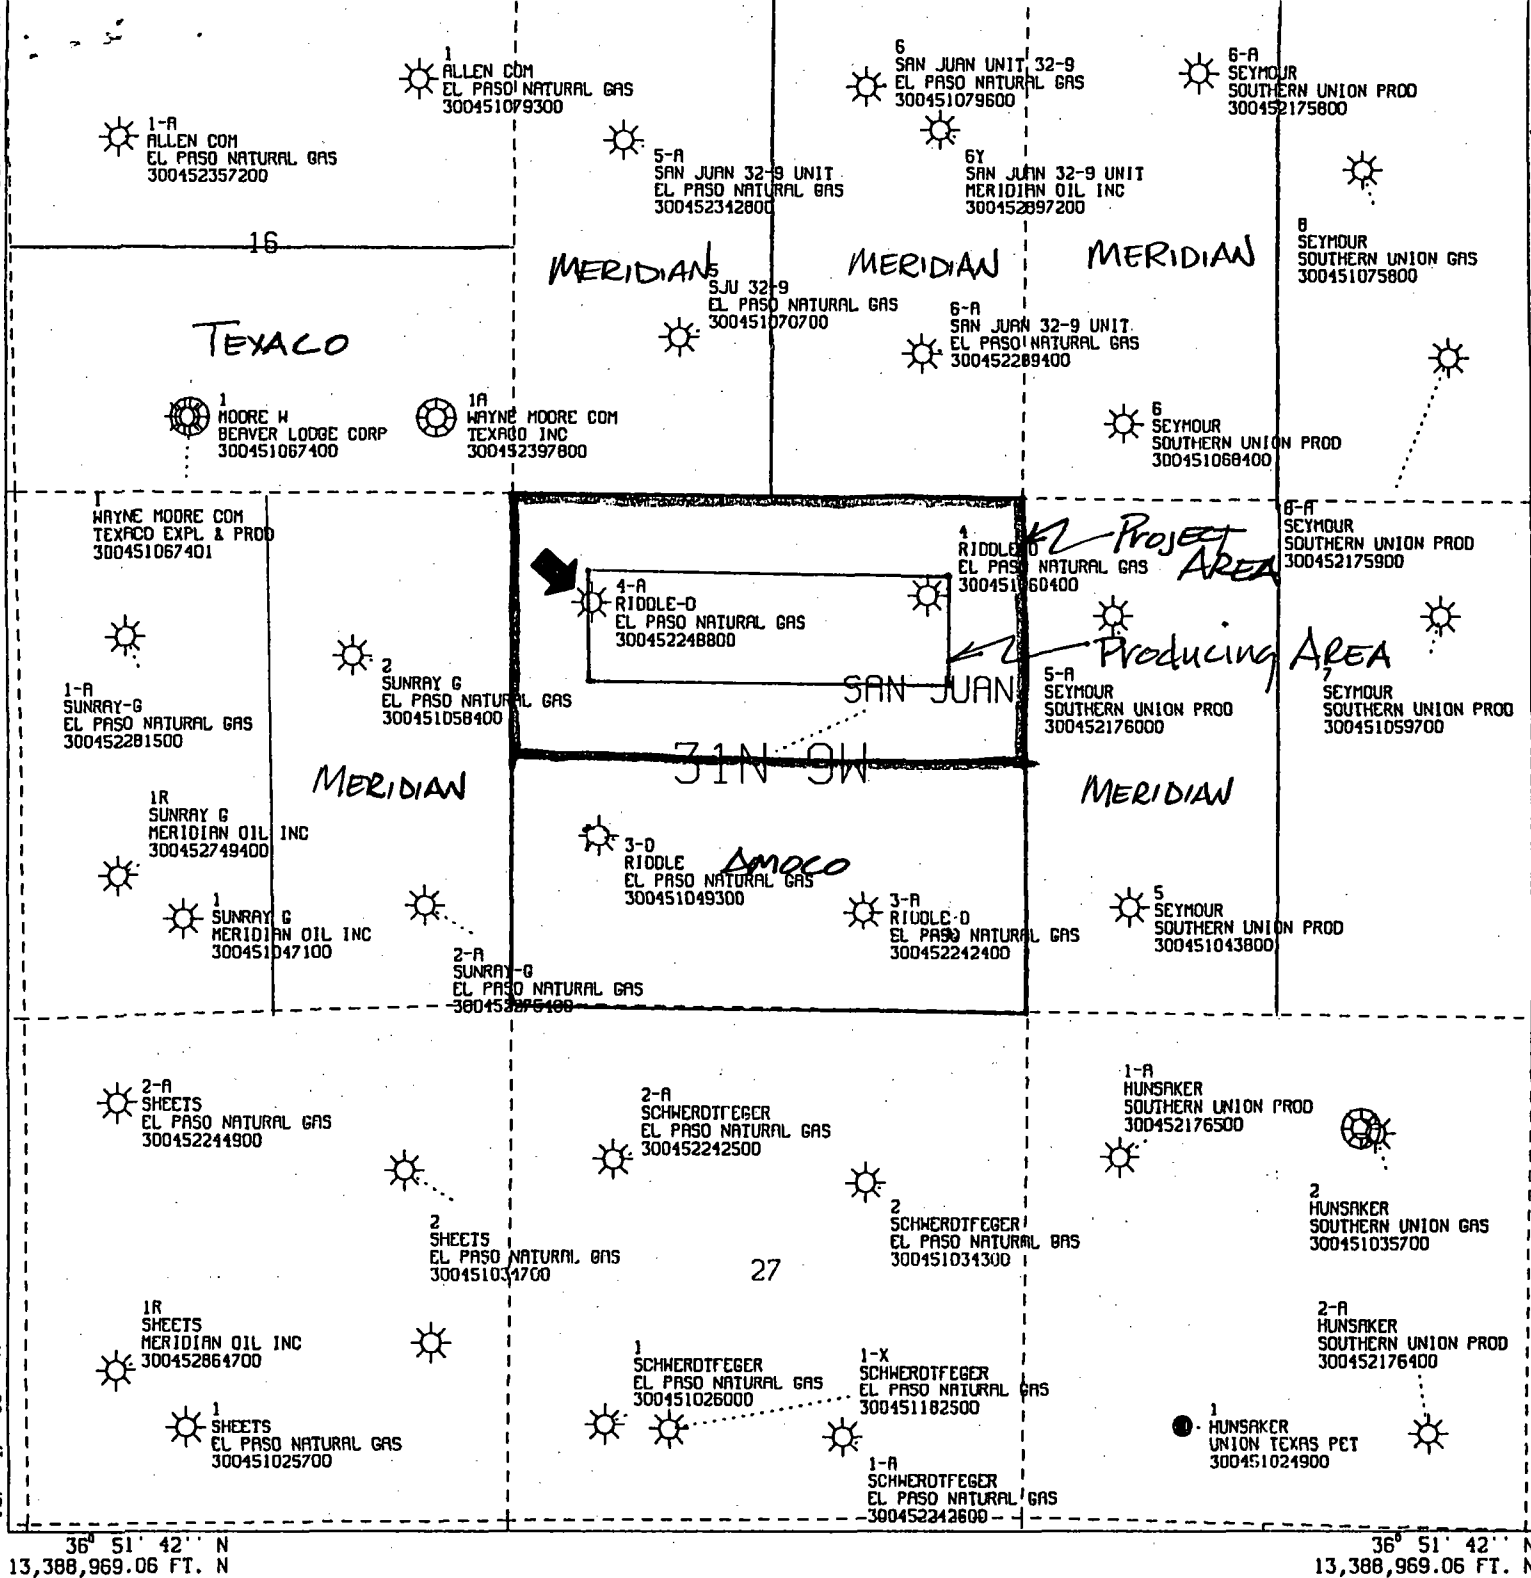 1
ALLEN COM
EL PASO NATURAL GAS
300451079300
1-A
ALLEN COM
EL PASO NATURAL GAS
300452357200
5-A
SAN JUAN 32-9 UNIT
EL PASO NATURAL GAS
300452342800
6
SAN JUAN UNIT 32-9
EL PASO NATURAL GAS
300451079600
6Y
SAN JUAN 32-9 UNIT
MERIDIAN OIL INC
300452897200
6-A
SEYMOUR
SOUTHERN UNION PROD
300452175800
8
SEYMOUR
SOUTHERN UNION GAS
300451075800
16
MERIDIAN
MERIDIAN
MERIDIAN
5
SJU 32-9
EL PASO NATURAL GAS
300451070700
6-A
SAN JUAN 32-9 UNIT
EL PASO NATURAL GAS
300452289400
TEXACO
1
MOORE W
BEAVER LODGE CORP
300451067400
1A
WAYNE MOORE COM
TEXACO INC
300452397800
6
SEYMOUR
SOUTHERN UNION PROD
300451068400
1
WAYNE MOORE COM
TEXACO EXPL & PROD
300451067401
4
RIDDLE D
EL PASO NATURAL GAS
300451060400
PROJECT
AREA
8-A
SEYMOUR
SOUTHERN UNION PROD
300452175900
4-A
RIDDLE-D
EL PASO NATURAL GAS
300452248800
Producing AREA
1-A
SUNRAY-G
EL PASO NATURAL GAS
300452281500
2
SUNRAY G
EL PASO NATURAL GAS
300451058400
SAN JUAN
5-A
SEYMOUR
SOUTHERN UNION PROD
300452176000
7
SEYMOUR
SOUTHERN UNION PROD
300451059700
31N 9W
MERIDIAN
MERIDIAN
1R
SUNRAY G
MERIDIAN OIL INC
300452749400
3-D
RIDDLE
EL PASO NATURAL GAS
300451049300
AMOCO
1
SUNRAY G
MERIDIAN OIL INC
300451047100
3-A
RIDDLE-D
EL PASO NATURAL GAS
300452242400
5
SEYMOUR
SOUTHERN UNION PROD
300451043800
2-A
SUNRAY-G
EL PASO NATURAL GAS
2-A
SHEETS
EL PASO NATURAL GAS
300452244900
2-A
SCHWERDTFEGER
EL PASO NATURAL GAS
300452242500
1-A
HUNSAKER
SOUTHERN UNION PROD
300452176500
2
SHEETS
EL PASO NATURAL GAS
300451034700
2
SCHWERDTFEGER
EL PASO NATURAL GAS
300451034300
2
HUNSAKER
SOUTHERN UNION GAS
300451035700
27
1R
SHEETS
MERIDIAN OIL INC
300452864700
1
SCHWERDTFEGER
EL PASO NATURAL GAS
300451026000
1-X
SCHWERDTFEGER
EL PASO NATURAL GAS
300451182500
2-A
HUNSAKER
SOUTHERN UNION PROD
300452176400
1
SHEETS
EL PASO NATURAL GAS
300451025700
1
HUNSAKER
UNION TEXAS PET
300451024900
1-A
SCHWERDTFEGER
EL PASO NATURAL GAS
300452242600
36° 51' 42'' N
13,388,969.06 FT. N
36° 51' 42'' N
13,388,969.06 FT. N